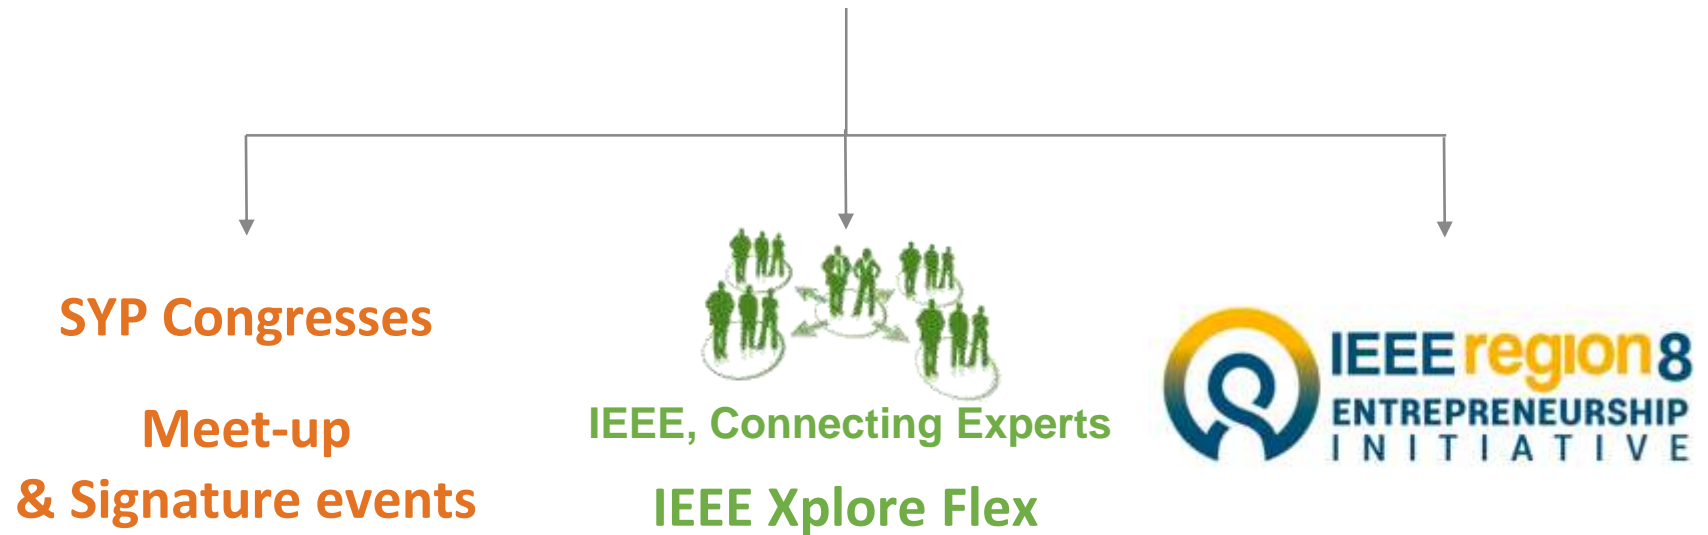 SYP Congresses
Meet-up
& Signature events
IEEE, Connecting Experts
IEEE Xplore Flex
IEEE region 8
ENTREPRENEURSHIP
INITIATIVE